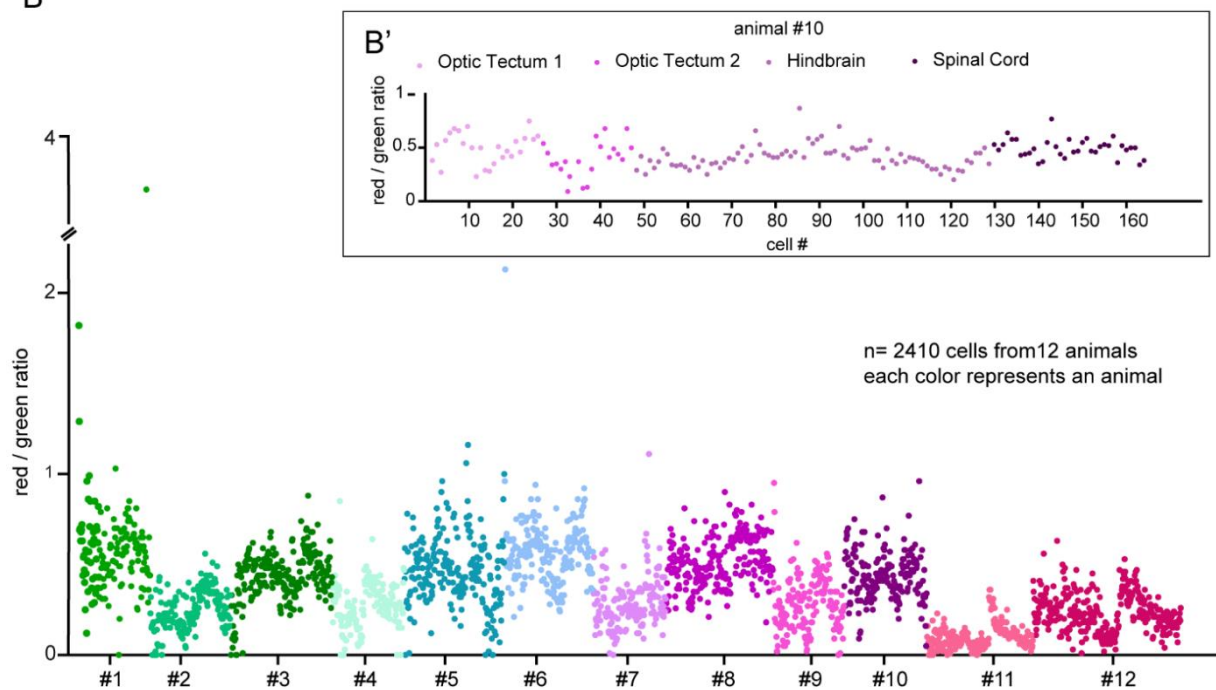 B
B'
animal #10
Optic Tectum 1 Optic Tectum 2 Hindbrain Spinal Cord
red / green ratio
1
0.5
0
10 20 30 40 50 60 70 80 90 100 110 120 130 140 150 160
cell #
red / green ratio
4
2
1
0
n= 2410 cells from12 animals
each color represents an animal
#1 #2 #3 #4 #5 #6 #7 #8 #9 #10 #11 #12